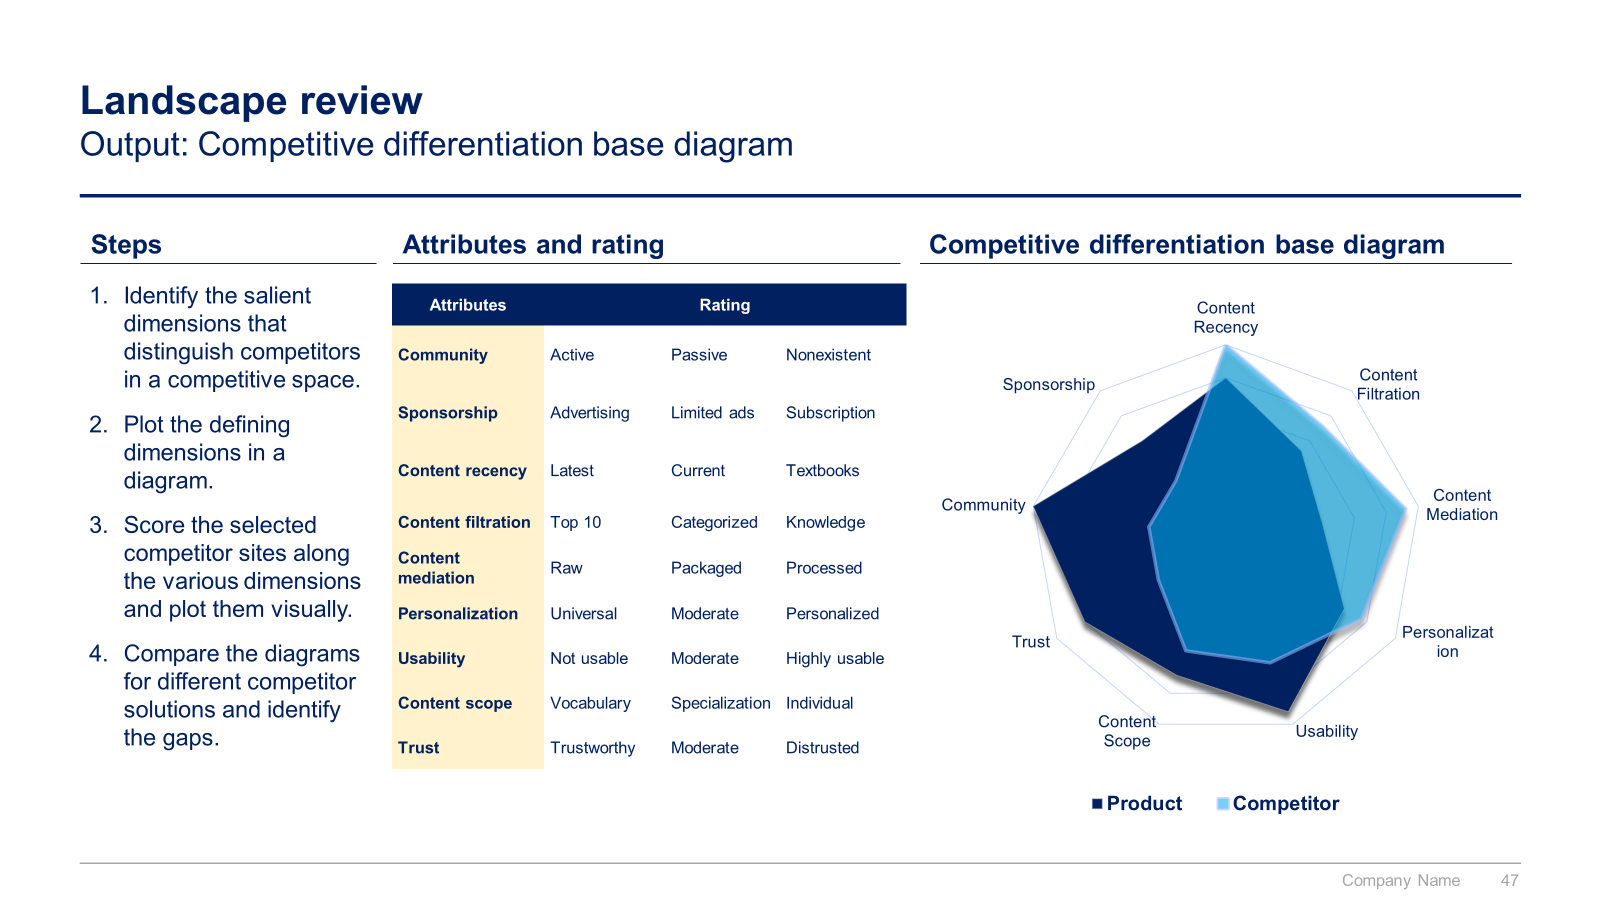 Landscape review
Output: Competitive differentiation base diagram
Steps
1. Identify the salient
dimensions that
distinguish competitors
in a competitive space.
2. Plot the defining
dimensions in a
diagram.
3. Score the selected
competitor sites along
the various dimensions
and plot them visually.
4. Compare the diagrams
for different competitor
solutions and identify
the gaps.
Attributes and rating
Attributes Rating
Community Active Passive Nonexistent
Sponsorship Advertising Limited ads Subscription
Content recency Latest Current Textbooks
Content filtration Top 10 Categorized Knowledge
Content
mediation Raw Packaged Processed
Personalization Universal Moderate Personalized
Usability Not usable Moderate Highly usable
Content scope Vocabulary Specialization Individual
Trust Trustworthy Moderate Distrusted
Competitive differentiation base diagram
Content
Recency
Content
Filtration
Content
Mediation
Personalizat
ion
Usability
Content
Scope
Trust
Community
Sponsorship
Product Competitor
Company Name 47